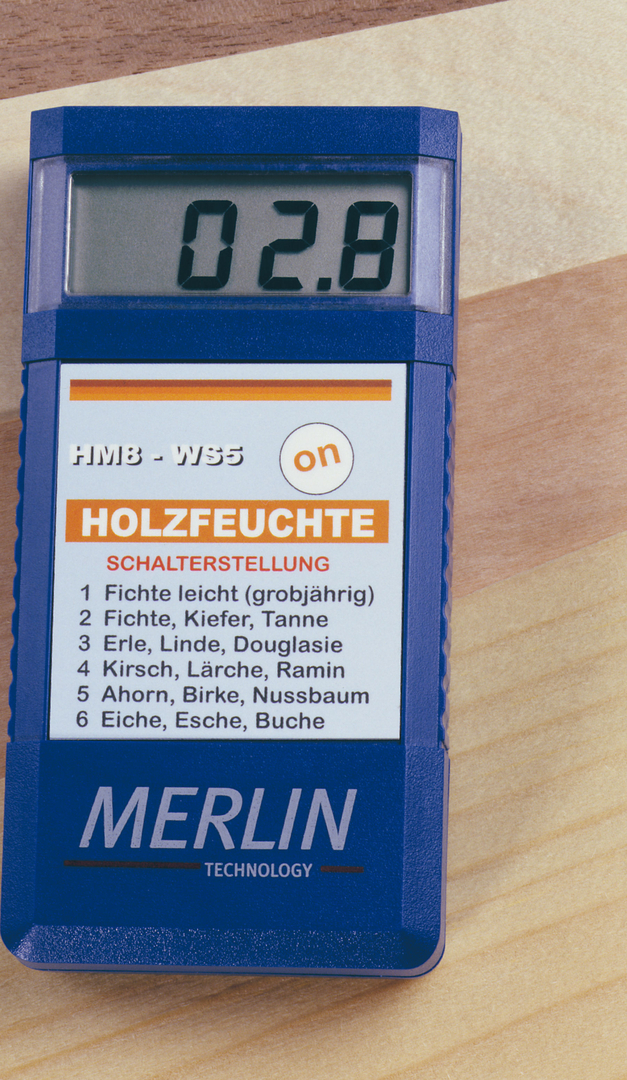 02.8
HM8 - WS5
on
HOLZFEUCHTE
SCHALTERSTELLUNG
1 Fichte leicht (grobjährig)
2 Fichte, Kiefer, Tanne
3 Erle, Linde, Douglasie
4 Kirsch, Lärche, Ramin
5 Ahorn, Birke, Nussbaum
6 Eiche, Esche, Buche
MERLIN
TECHNOLOGY